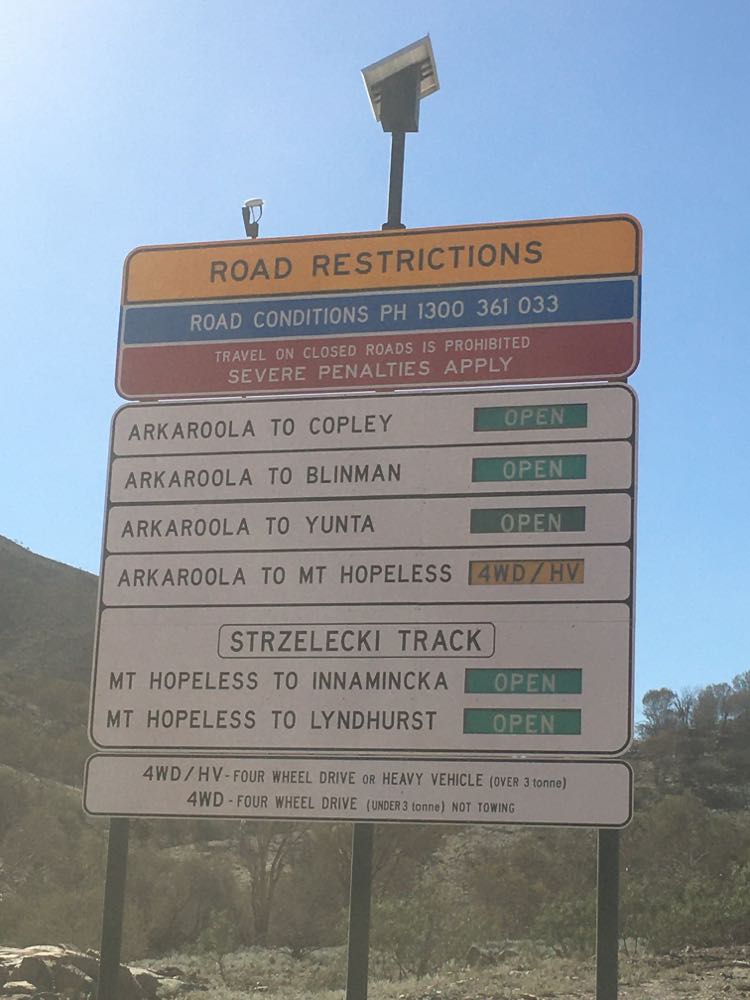 ROAD RESTRICTIONS
ROAD CONDITIONS PH 1300 361 033
TRAVEL ON CLOSED ROADS IS PROHIBITED
SEVERE PENALTIES APPLY
ARKAROOLA TO COPLEY OPEN
ARKAROOLA TO BLINMAN OPEN
ARKAROOLA TO YUNTA OPEN
ARKAROOLA TO MT HOPELESS 4WD/HV
STRZELECKI TRACK
MT HOPELESS TO INNAMINCKA OPEN
MT HOPELESS TO LYNDHURST OPEN
4WD/HV - FOUR WHEEL DRIVE OR HEAVY VEHICLE (OVER 3 tonne)
4WD - FOUR WHEEL DRIVE (UNDER 3 tonne) NOT TOWING